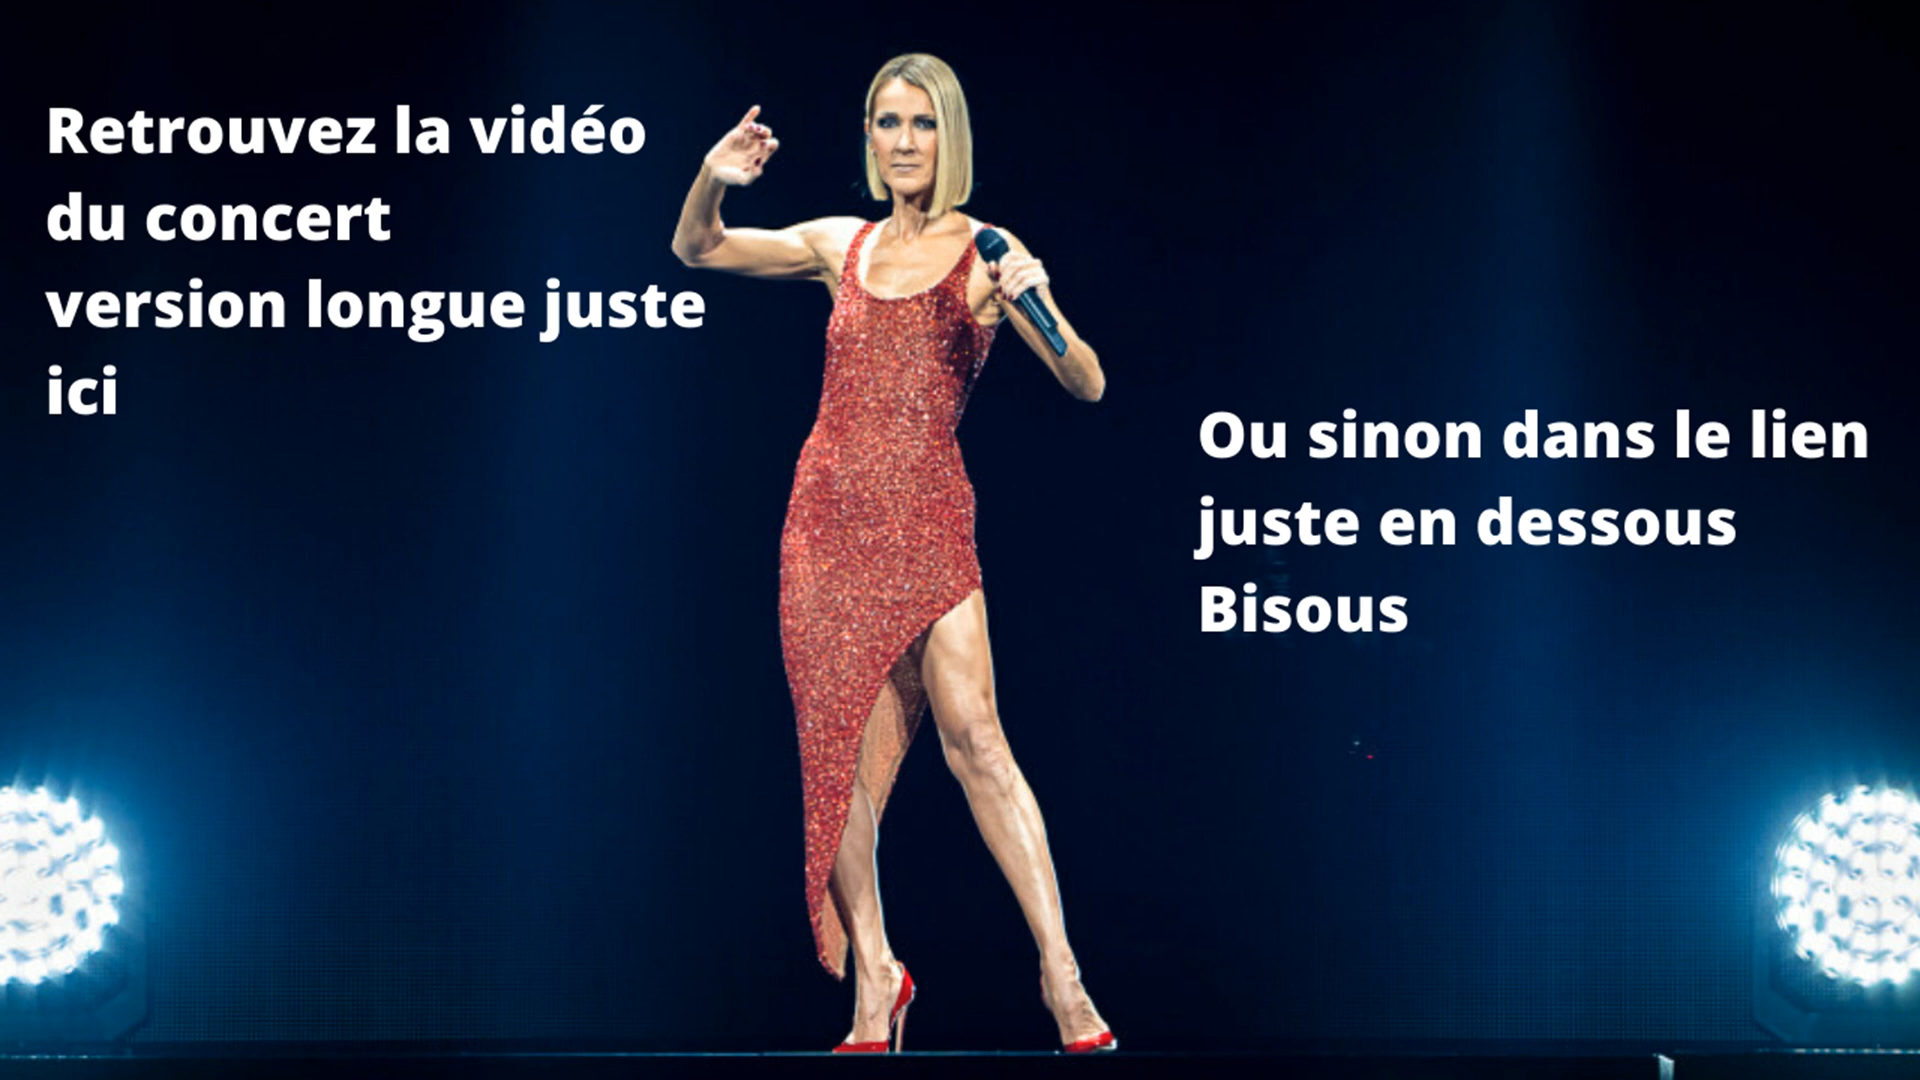 Retrouvez la vidéo
du concert
version longue juste
ici
Ou sinon dans le lien
juste en dessous
Bisous